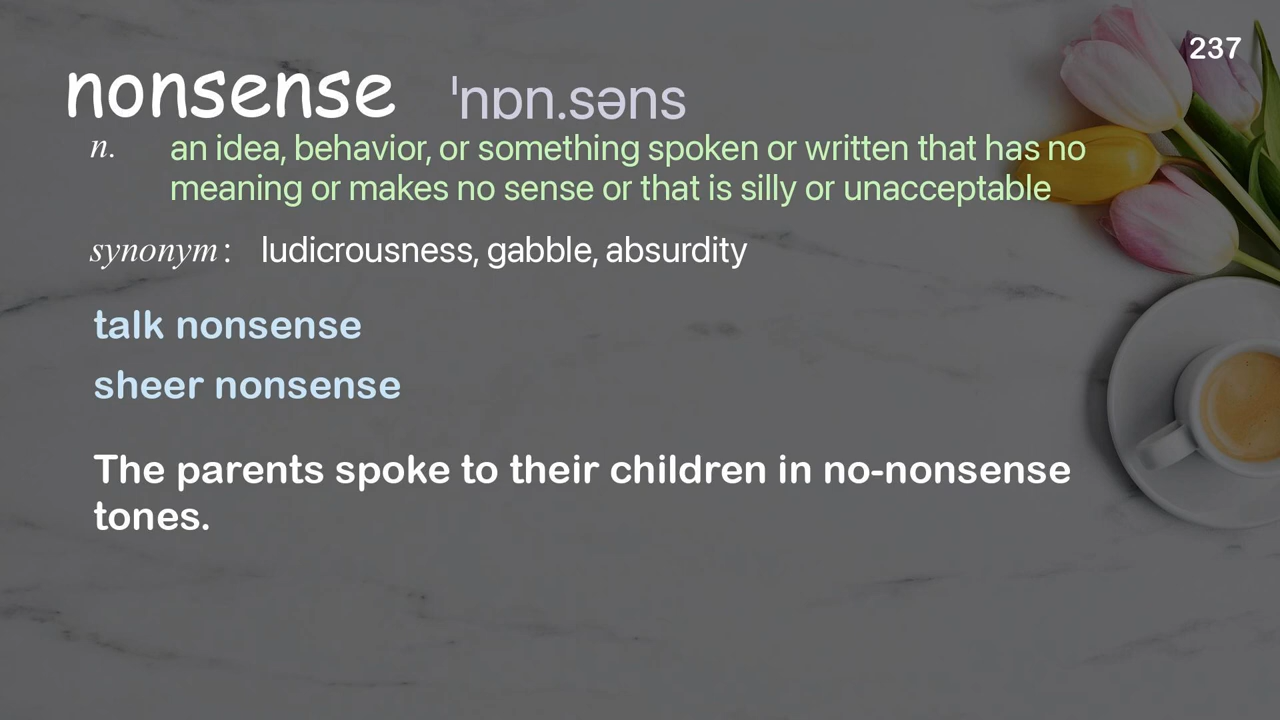 237
nonsense ˈnɒn.səns
n. an idea, behavior, or something spoken or written that has no
meaning or makes no sense or that is silly or unacceptable
synonym: ludicrousness, gabble, absurdity
talk nonsense
sheer nonsense
The parents spoke to their children in no-nonsense
tones.